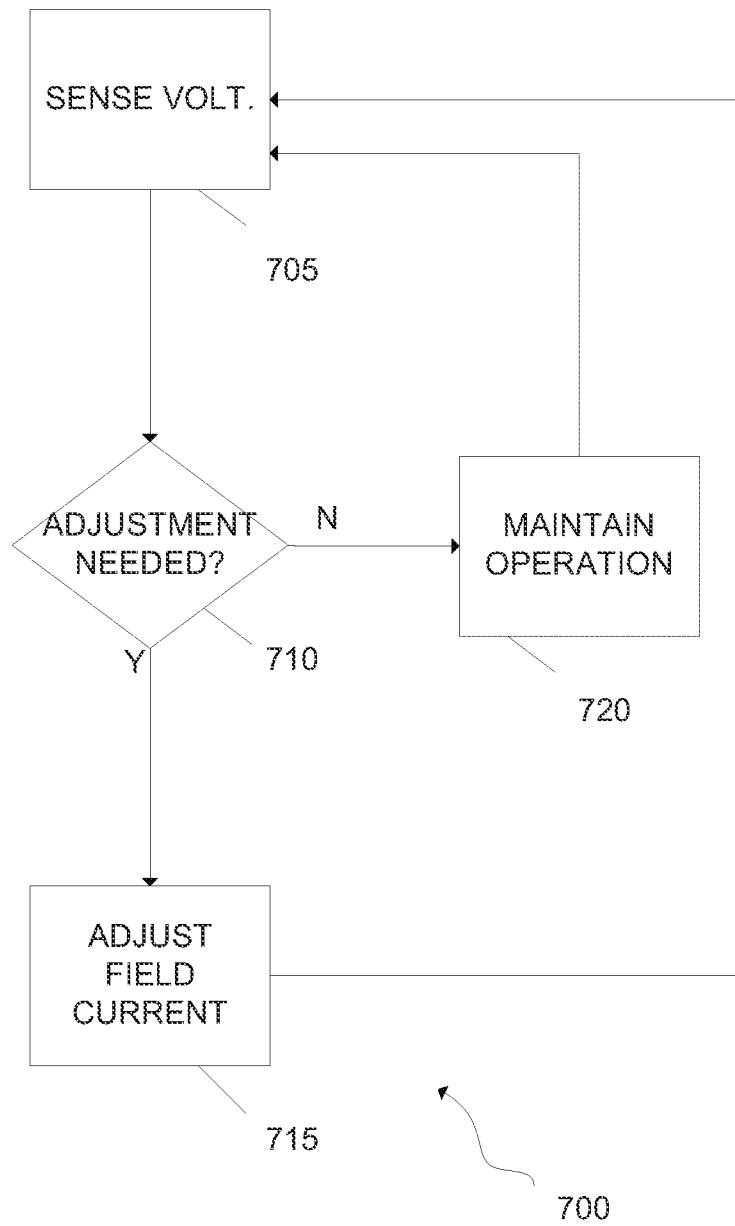 SENSE VOLT.
705
ADJUSTMENT
NEEDED?
N
MAINTAIN
OPERATION
Y
710
720
ADJUST
FIELD
CURRENT
715
700